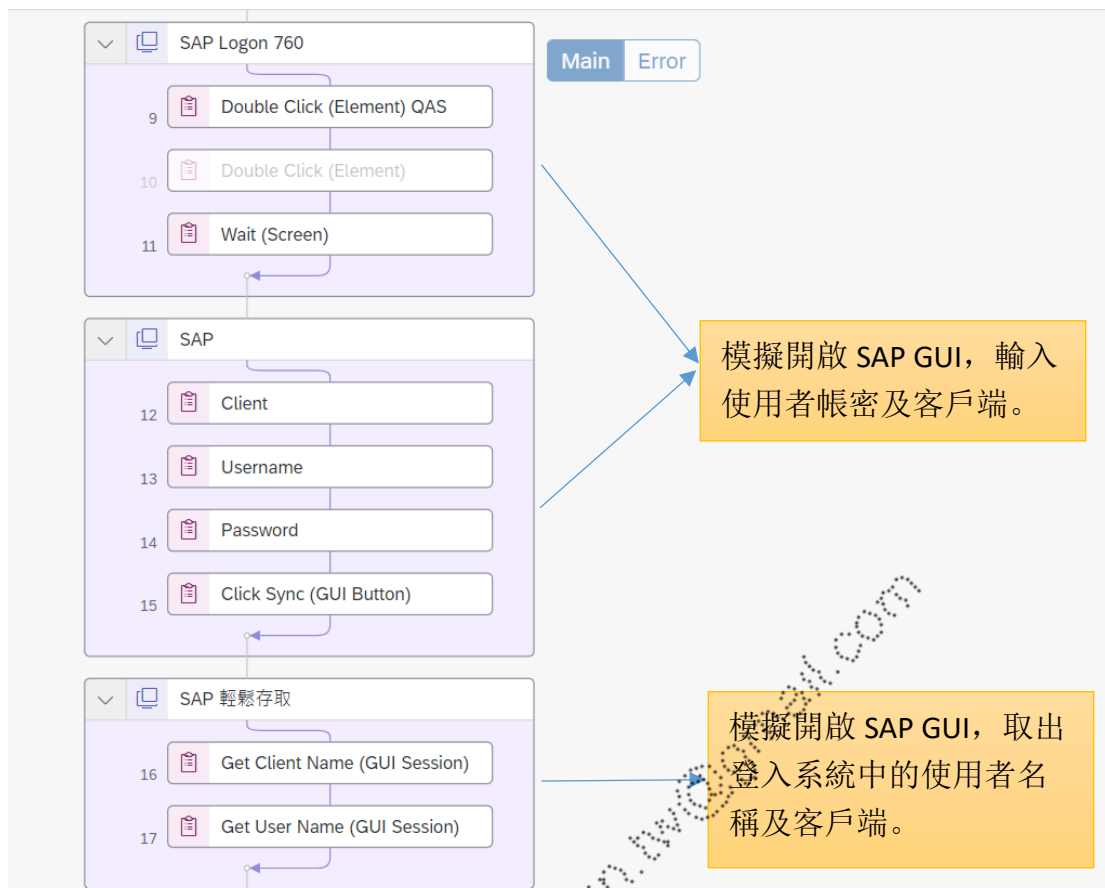 SAP Logon 760
Main
Error
9
Double Click (Element) QAS
10
Double Click (Element)
11
Wait (Screen)
模擬開啟 SAP GUI，輸入
使用者帳密及客戶端。
SAP
12
Client
13
Username
14
Password
15
Click Sync (GUI Button)
SAP 輕鬆存取
16
Get Client Name (GUI Session)
17
Get User Name (GUI Session)
模擬開啟 SAP GUI，取出
登入系統中的使用者名
稱及客戶端。